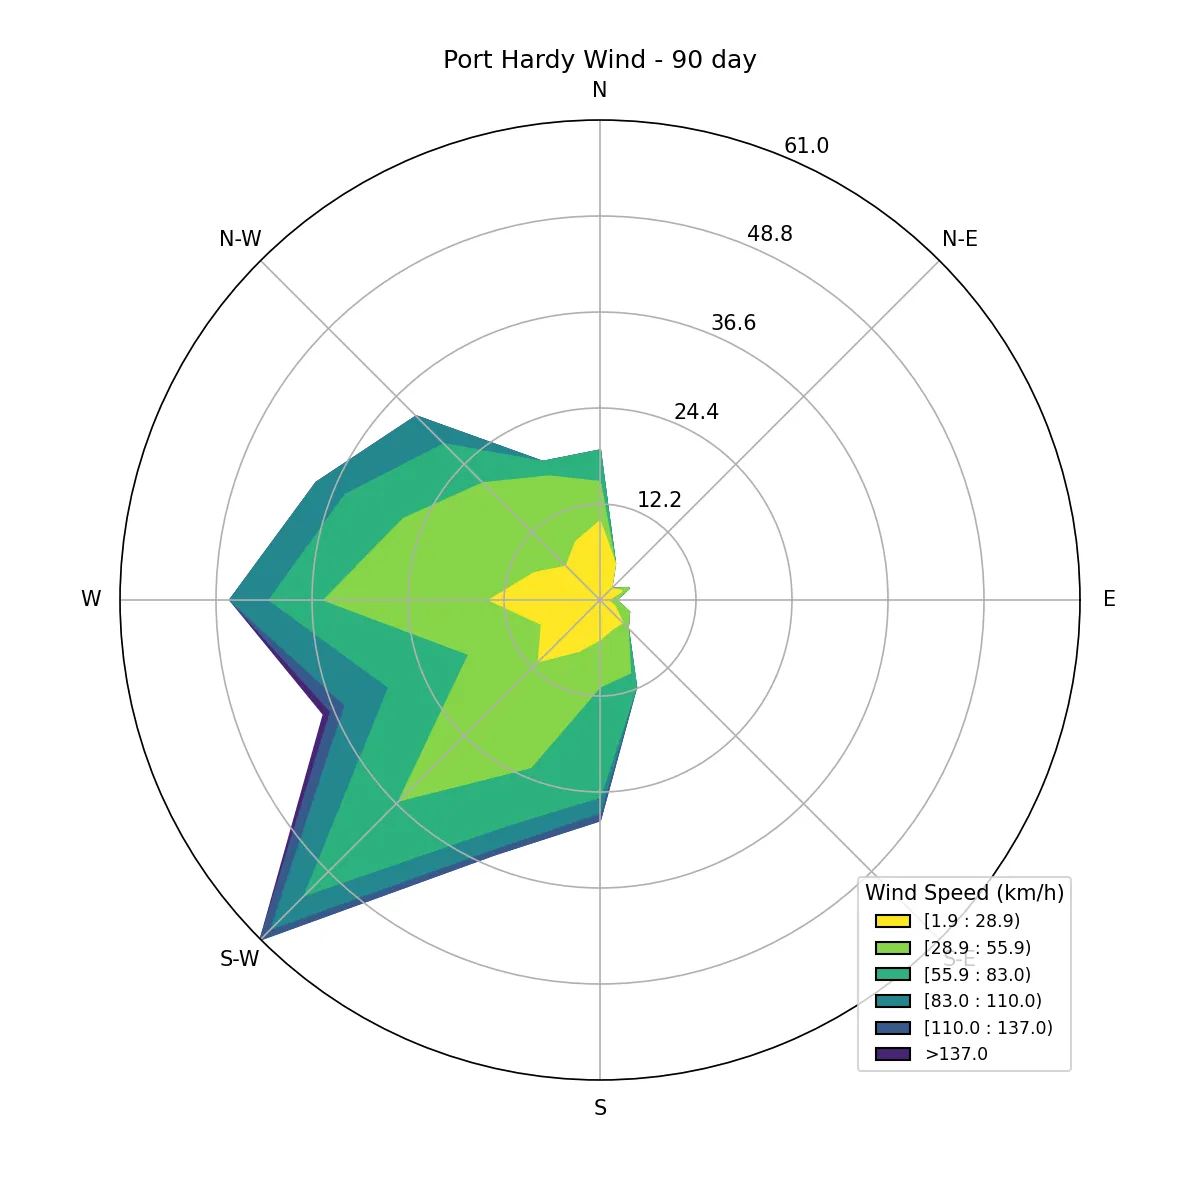 Port Hardy Wind - 90 day
N
61.0
N-W
48.8
N-E
36.6
24.4
12.2
W
E
S-W
S-E
S
Wind Speed (km/h)
[1.9 : 28.9)
[28.9 : 55.9)
[55.9 : 83.0)
[83.0 : 110.0)
[110.0 : 137.0)
>137.0